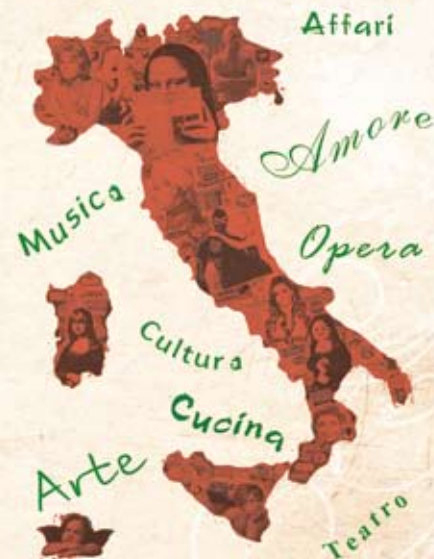 Affari
Amore
Musica
Opera
Cultura
Cucina
Arte
Teatro